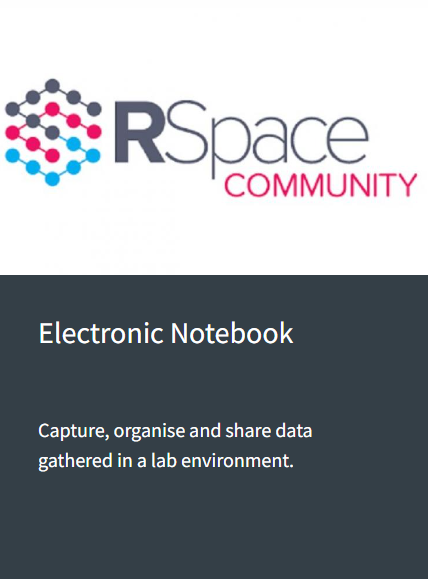 RSpace
COMMUNITY
Electronic Notebook
Capture, organise and share data
gathered in a lab environment.